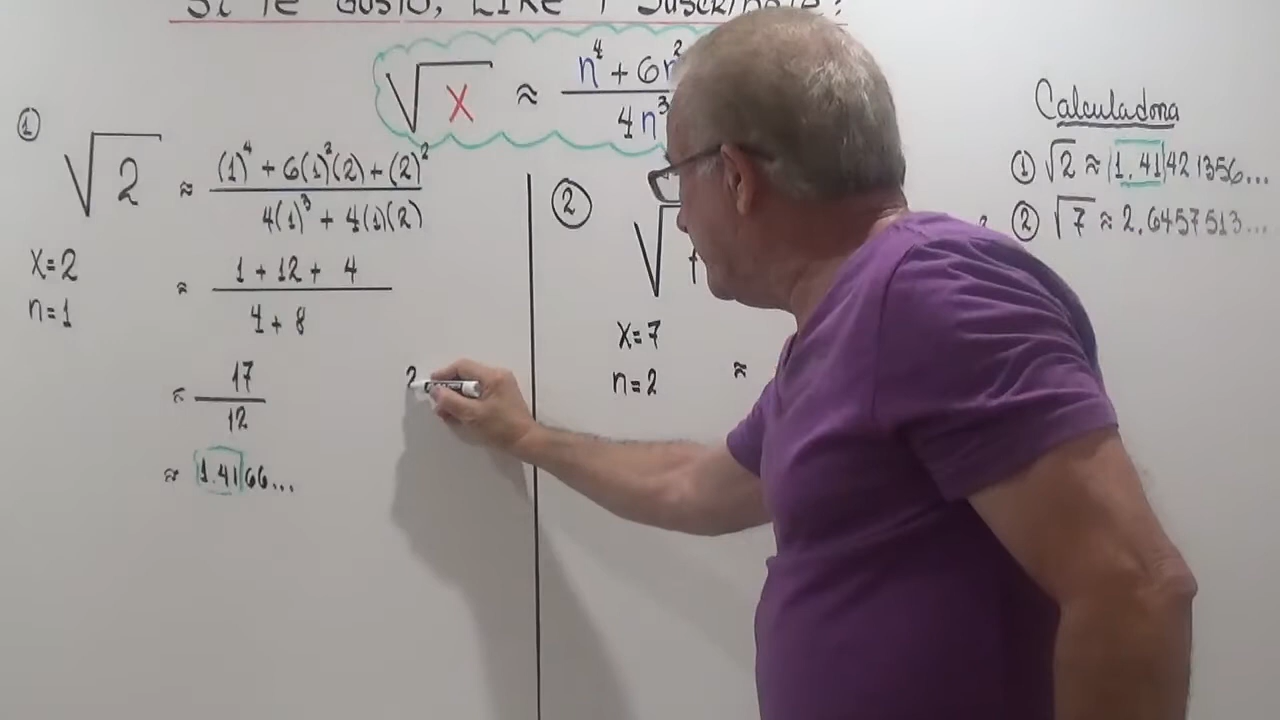 Si te Gustó, Like y Suscríbete!
√x ≈ n⁴ + 6n² / 4n³
①
√2 ≈ (1)⁴ + 6(1)²(2) + (2)² / 4(1)³ + 4(1)(2)
x=2
n=1
≈ 1 + 12 + 4 / 4 + 8
≈ 17 / 12
≈ 1.4166...
2
②
√7
x=7
n=2
≈
Calculadora
① √2 ≈ 1.41421356...
② √7 ≈ 2.6457513...